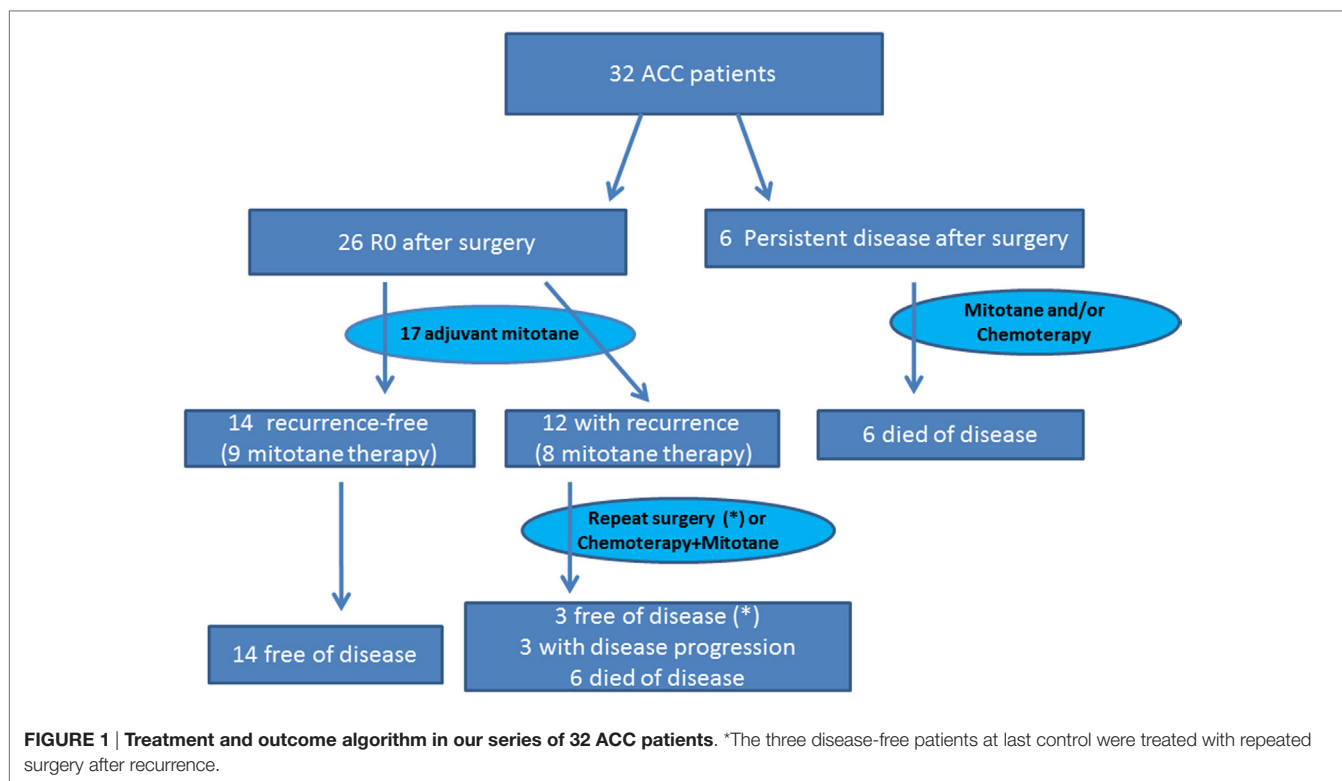 32 ACC patients
26 R0 after surgery
6 Persistent disease after surgery
17 adjuvant mitotane
Mitotane and/or
Chemoterapy
14 recurrence-free
(9 mitotane therapy)
12 with recurrence
(8 mitotane therapy)
6 died of disease
Repeat surgery (*) or
Chemoterapy+Mitotane
14 free of disease
3 free of disease (*)
3 with disease progression
6 died of disease
FIGURE 1 | Treatment and outcome algorithm in our series of 32 ACC patients. *The three disease-free patients at last control were treated with repeated
surgery after recurrence.